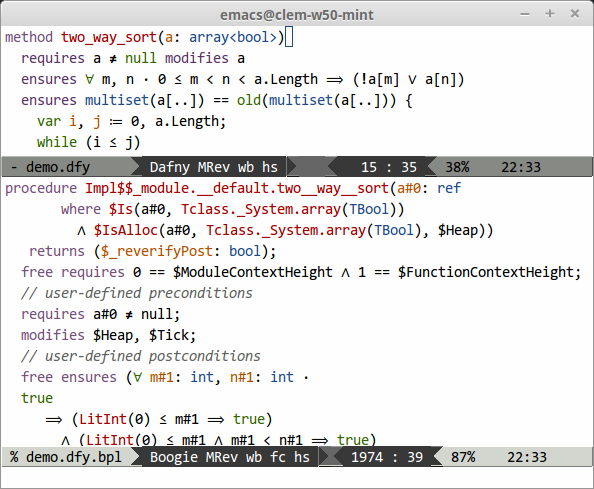 emacs@clem-w50-mint
method two_way_sort(a: array<bool>)
requires a ≠ null modifies a
ensures ∀ m, n · 0 ≤ m < n < a.Length ⟹ (!a[m] ∨ a[n])
ensures multiset(a[..]) == old(multiset(a[..])) {
var i, j ≔ 0, a.Length;
while (i ≤ j)
- demo.dfy Dafny MRev wb hs 15 : 35 38% 22:33
procedure Impl$$_module.__default.two__way__sort(a#0: ref
where $Is(a#0, Tclass._System.array(TBool))
∧ $IsAlloc(a#0, Tclass._System.array(TBool), $Heap))
returns ($_reverifyPost: bool);
free requires 0 == $ModuleContextHeight ∧ 1 == $FunctionContextHeight;
// user-defined preconditions
requires a#0 ≠ null;
modifies $Heap, $Tick;
// user-defined postconditions
free ensures (∀ m#1: int, n#1: int ·
true
⟹ (LitInt(0) ≤ m#1 ⟹ true)
∧ (LitInt(0) ≤ m#1 ∧ m#1 < n#1 ⟹ true)
% demo.dfy.bpl Boogie MRev wb fc hs 1974 : 39 87% 22:33